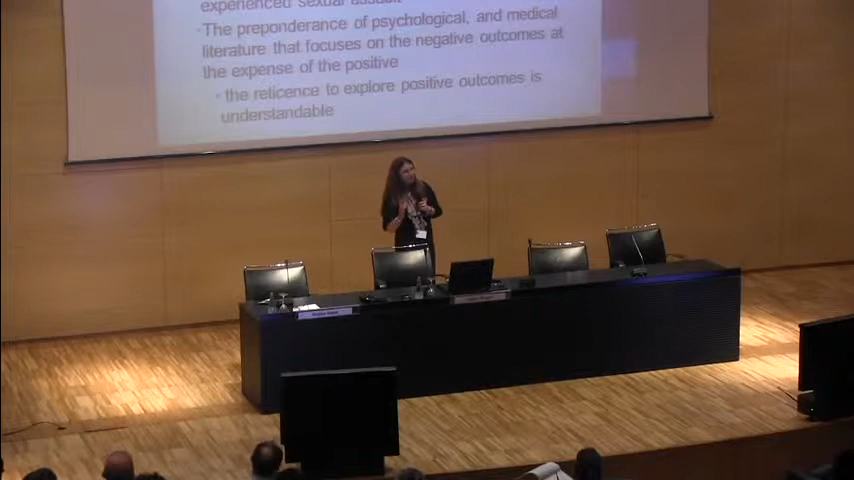 experienced sexual assault
The preponderance of psychological, and medical
literature that focuses on the negative outcomes at
the expense of the positive
the reticence to explore positive outcomes is
understandable